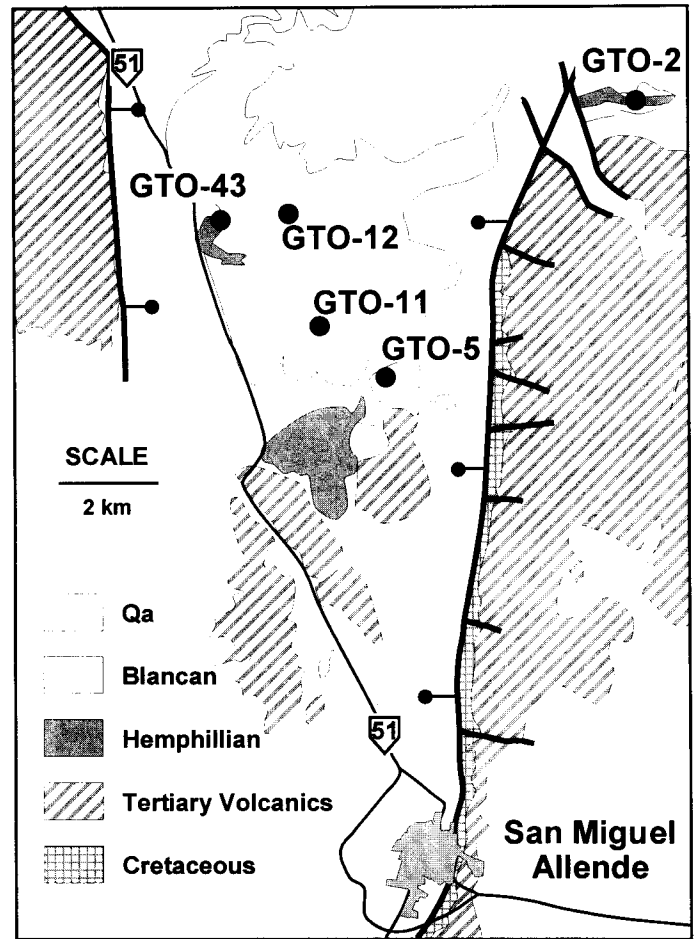 51
GTO-2
GTO-43
GTO-12
GTO-11
GTO-5
SCALE
2 km
Qa
Blancan
Hemphillian
Tertiary Volcanics
Cretaceous
51
San Miguel
Allende